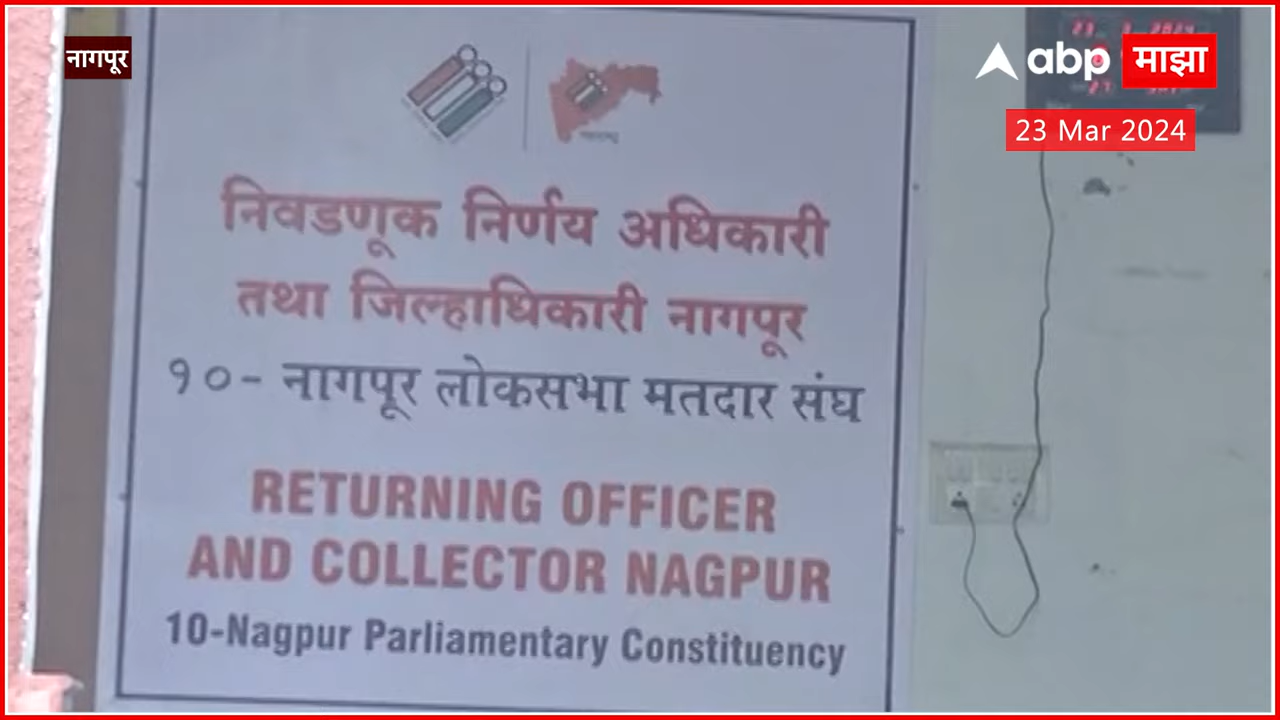 नागपूर
abp माझा
23 Mar 2024
निवडणूक निर्णय अधिकारी
तथा जिल्हाधिकारी नागपूर
१०- नागपूर लोकसभा मतदार संघ
RETURNING OFFICER
AND COLLECTOR NAGPUR
10-Nagpur Parliamentary Constituency